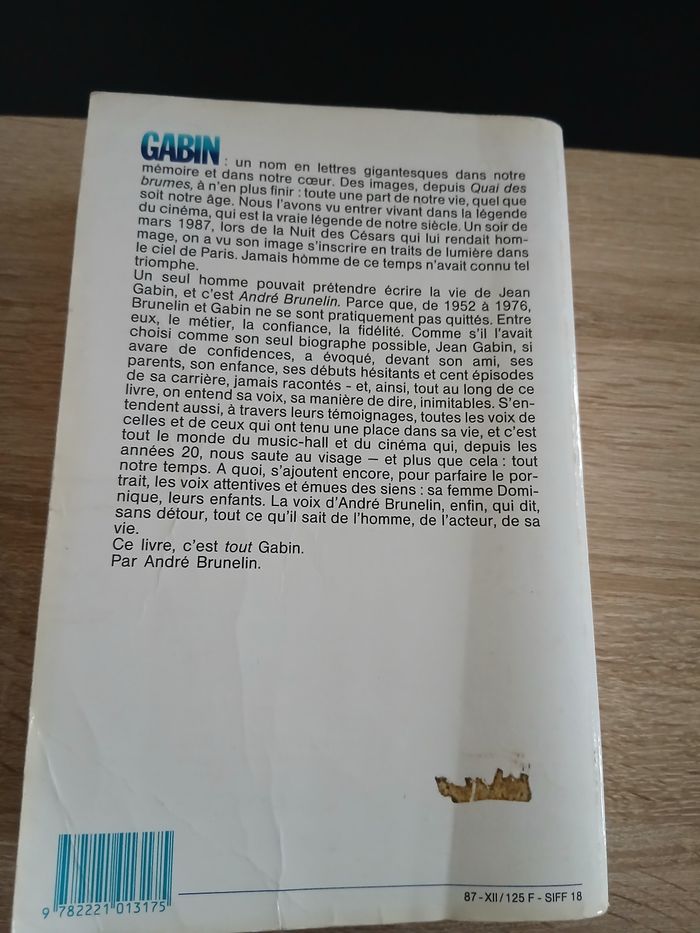 GABIN : un nom en lettres gigantesques dans notre
mémoire et dans notre cœur. Des images, depuis Quai des
brumes, à n'en plus finir : toute une part de notre vie, quel que
soit notre âge. Nous l'avons vu entrer vivant dans la légende
du cinéma, qui est la vraie légende de notre siècle. Un soir de
mars 1987, lors de la Nuit des Césars qui lui rendait hom-
mage, on a vu son image s'inscrire en traits de lumière dans
le ciel de Paris. Jamais homme de ce temps n'avait connu tel
triomphe.
Un seul homme pouvait prétendre écrire la vie de Jean
Gabin, et c'est André Brunelin. Parce que, de 1952 à 1976,
Brunelin et Gabin ne se sont pratiquement pas quittés. Entre
eux, le métier, la confiance, la fidélité. Comme s'il l'avait
choisi comme son seul biographe possible, Jean Gabin, si
avare de confidences, a évoqué, devant son ami, ses
parents, son enfance, ses débuts hésitants et cent épisodes
de sa carrière, jamais racontés - et, ainsi, tout au long de ce
livre, on entend sa voix, sa manière de dire, inimitables. S'en-
tendent aussi, à travers leurs témoignages, toutes les voix de
celles et de ceux qui ont tenu une place dans sa vie, et c'est
tout le monde du music-hall et du cinéma qui, depuis les
années 20, nous saute au visage – et plus que cela : tout
notre temps. A quoi, s'ajoutent encore, pour parfaire le por-
trait, les voix attentives et émues des siens : sa femme Domi-
nique, leurs enfants. La voix d'André Brunelin, enfin, qui dit,
sans détour, tout ce qu'il sait de l'homme, de l'acteur, de sa
vie.
Ce livre, c'est tout Gabin.
Par André Brunelin.
9 782221 013175
87-XII/125 F - SIFF 18